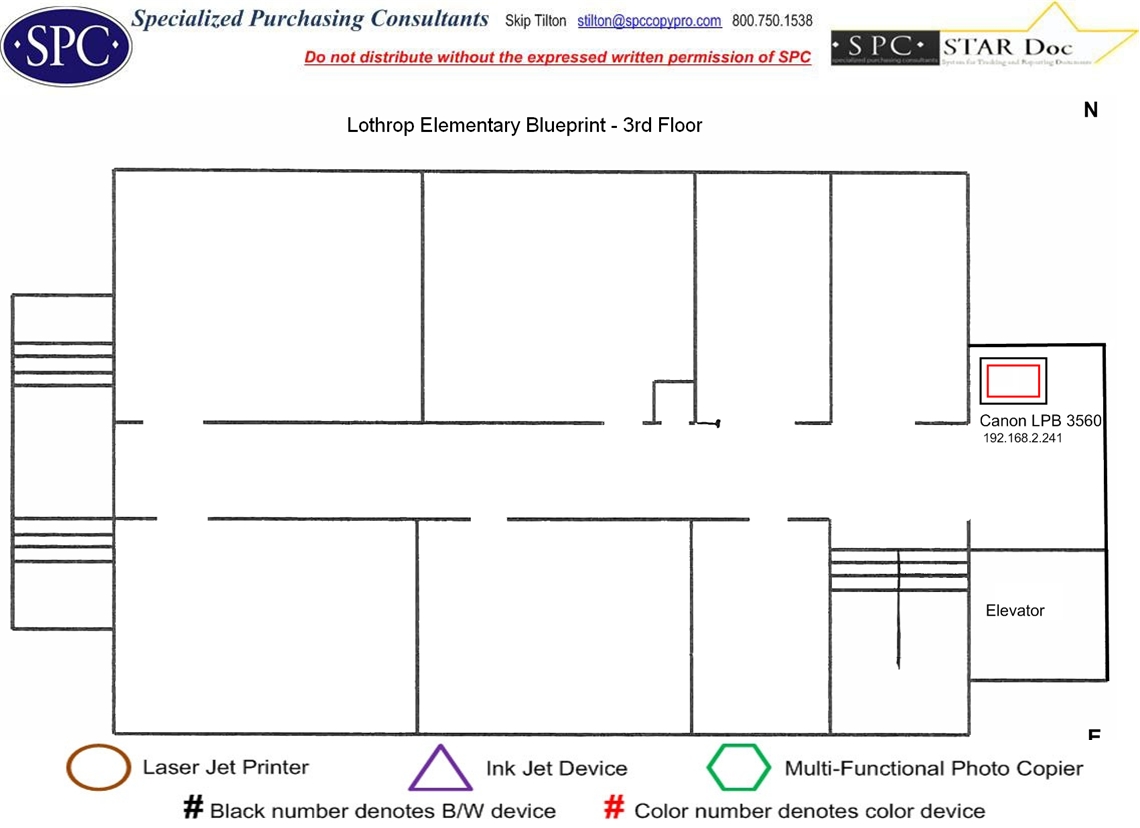 Specialized Purchasing Consultants Skip Tilton stilton@spccopypro.com 800.750.1538
·SPC·
Do not distribute without the expressed written permission of SPC
·SPC· STAR Doc
specialized purchasing consultants System for Tracking and Reporting Documents
N
Lothrop Elementary Blueprint - 3rd Floor
Canon LPB 3560
192.168.2.241
Elevator
Laser Jet Printer Ink Jet Device Multi-Functional Photo Copier
# Black number denotes B/W device # Color number denotes color device